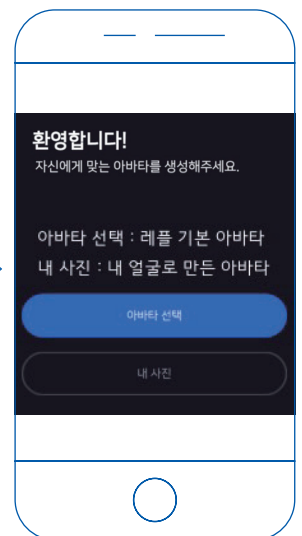 환영합니다!
자신에게 맞는 아바타를 생성해주세요.
아바타 선택 : 레플 기본 아바타
내 사진 : 내 얼굴로 만든 아바타
아바타 선택
내 사진